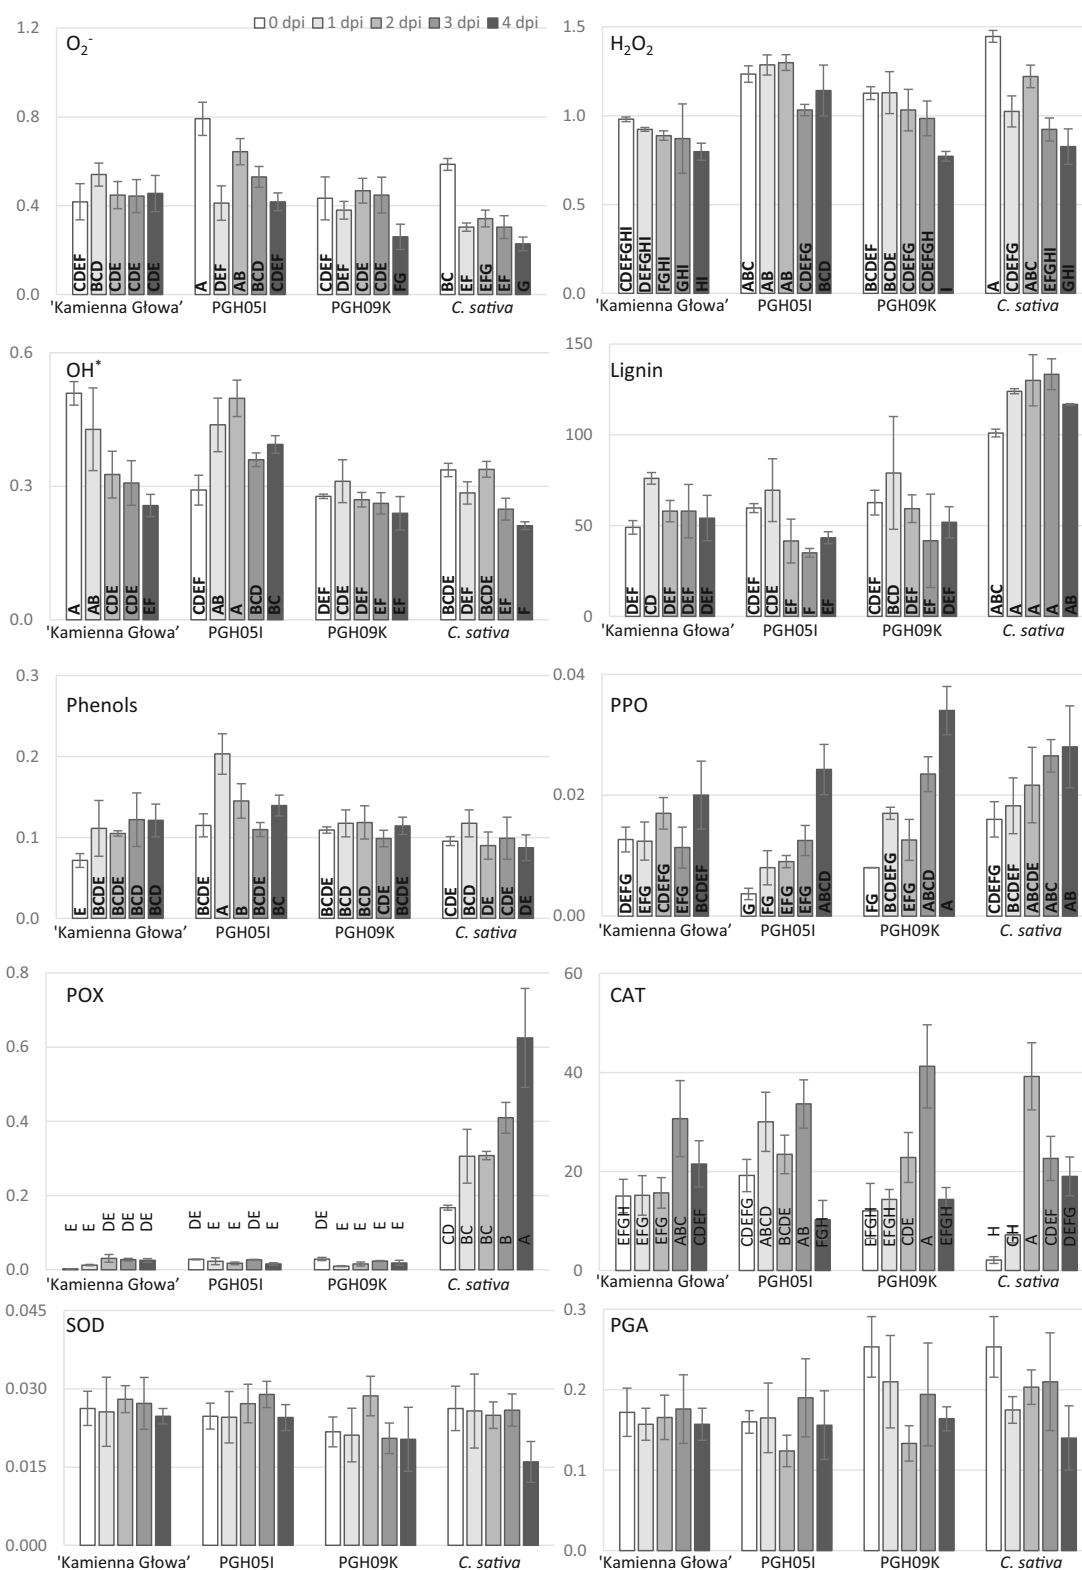 0 dpi 1 dpi 2 dpi 3 dpi 4 dpi
O2-
1.2
0.8
0.4
0.0
CDEF BCD CDE CDE CDE
A DEF AB BCD CDEF
CDEF DEF CDE CDE FG
BC EF EFG EF G
'Kamienna Głowa' PGH05I PGH09K C. sativa
H2O2
1.5
1.0
0.5
0.0
CDEFGHI DEFGHI FGHI GHI HI
ABC AB AB CDEFG BCD
BCDEF BCDE CDEFG CDEFGH I
A CDEFG ABC EFGHI GHI
'Kamienna Głowa' PGH05I PGH09K C. sativa
OH*
0.6
0.3
0.0
A AB CDE CDE EF
CDEF AB A BCD BC
DEF CDE DEF EF EF
BCDE DEF BCDE EF F
'Kamienna Głowa' PGH05I PGH09K C. sativa
Lignin
150
100
50
0
DEF CD DEF DEF DEF
CDEF CDE EF F EF
CDEF BCD DEF EF DEF
ABC A A A AB
'Kamienna Głowa' PGH05I PGH09K C. sativa
Phenols
0.3
0.2
0.1
0.0
E BCDE BCDE BCD BCD
BCDE A B BCDE BC
BCDE BCD BCD CDE BCDE
CDE BCD DE CDE DE
'Kamienna Głowa' PGH05I PGH09K C. sativa
PPO
0.04
0.02
0.00
DEFG EFG CDEFG EFG BCDEF
G FG EFG EFG ABCD
FG BCDEFG EFG ABCD A
CDEFG BCDEF ABCDE ABC AB
'Kamienna Głowa' PGH05I PGH09K C. sativa
POX
0.8
0.6
0.4
0.2
0.0
E E DE DE DE
DE E E DE E
DE E E E E
CD BC BC B A
'Kamienna Głowa' PGH05I PGH09K C. sativa
CAT
60
40
20
0
EFGH EFG EFG ABC CDEF
CDEFG ABCD BCDE AB FGH
EFGH EFGH CDE A EFGH
H GH A CDEF DEFG
'Kamienna Głowa' PGH05I PGH09K C. sativa
SOD
0.045
0.030
0.015
0.000
'Kamienna Głowa' PGH05I PGH09K C. sativa
PGA
0.3
0.2
0.1
0.0
'Kamienna Głowa' PGH05I PGH09K C. sativa